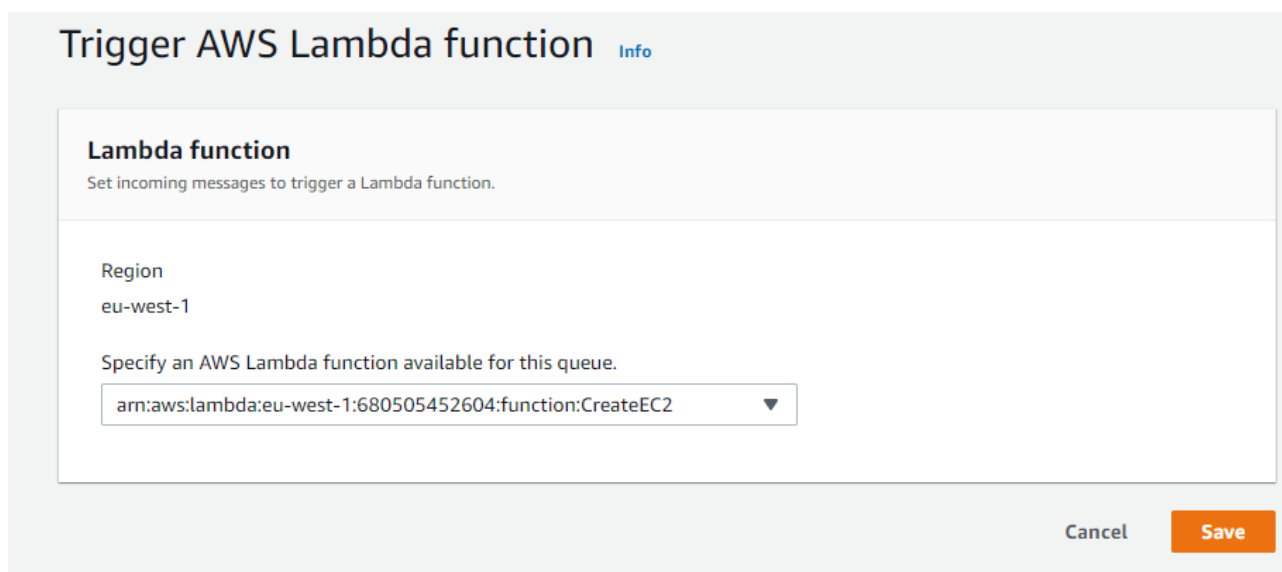 Trigger AWS Lambda function Info
Lambda function
Set incoming messages to trigger a Lambda function.
Region
eu-west-1
Specify an AWS Lambda function available for this queue.
arn:aws:lambda:eu-west-1:680505452604:function:CreateEC2
Cancel Save